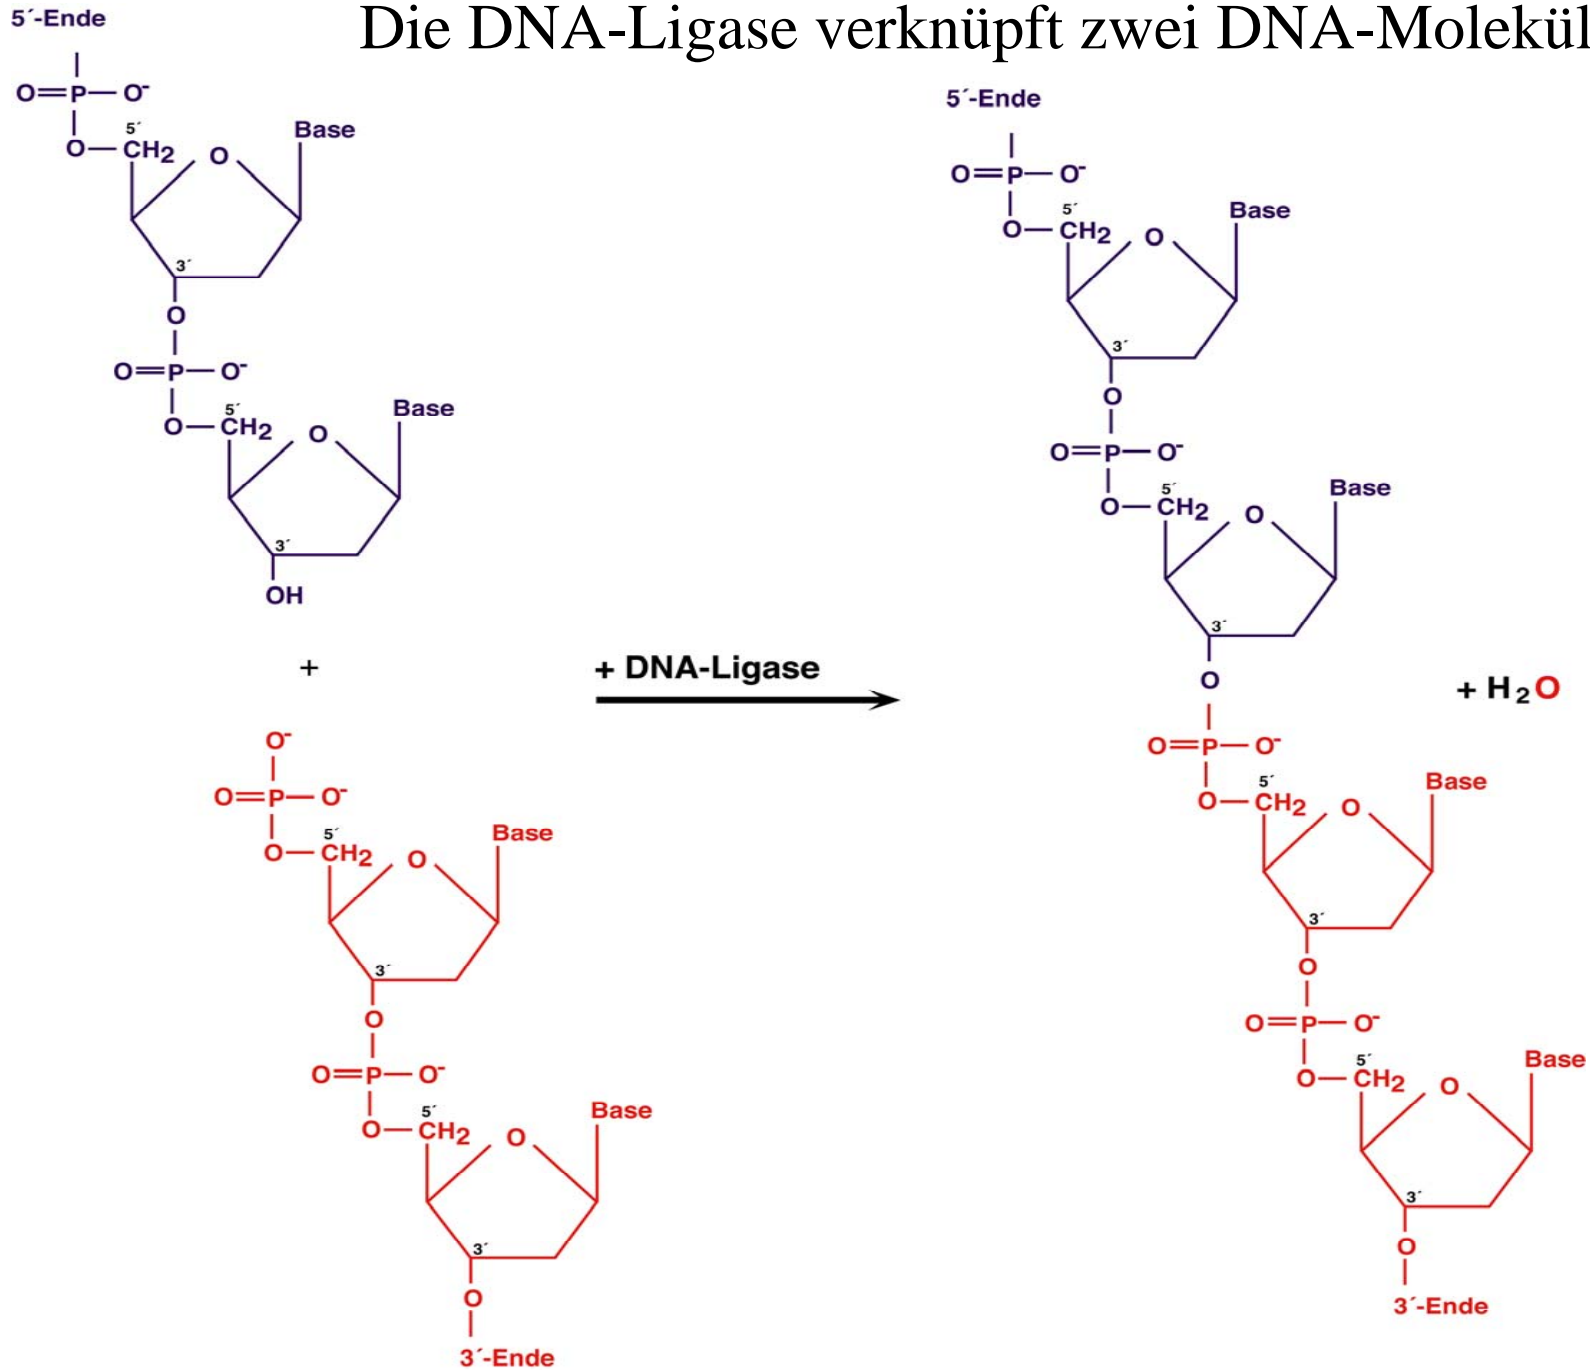 Die DNA-Ligase verknüpft zwei DNA-Molekül
5´-Ende
O=P—O-
O—CH2
5´
O
Base
3´
O
O=P—O-
O—CH2
5´
O
Base
3´
OH
+
O-
O=P—O-
O—CH2
5´
O
Base
3´
O
O=P—O-
O—CH2
5´
O
Base
3´
O
3´-Ende
+ DNA-Ligase
5´-Ende
O=P—O-
O—CH2
5´
O
Base
3´
O
O=P—O-
O—CH2
5´
O
Base
3´
O
O=P—O-
O—CH2
5´
O
Base
3´
O
O=P—O-
O—CH2
5´
O
Base
3´
O
3´-Ende
+ H2O